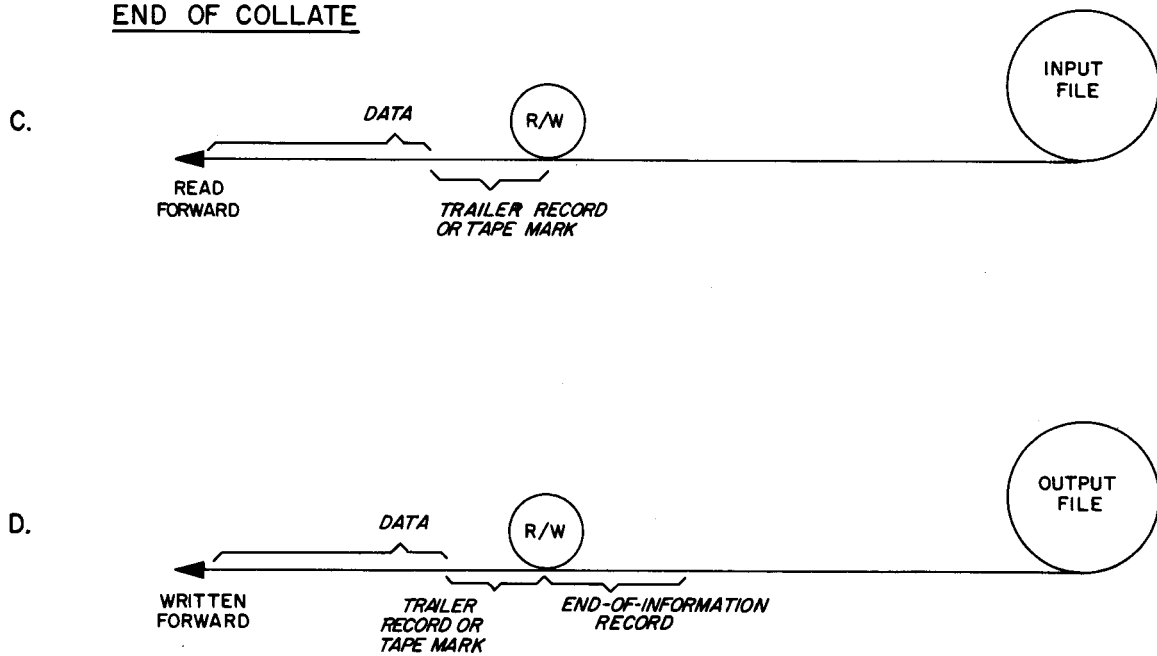 END OF COLLATE
C.
INPUT
FILE
DATA
R/W
READ
FORWARD
TRAILER RECORD
OR TAPE MARK
D.
OUTPUT
FILE
DATA
R/W
WRITTEN
FORWARD
TRAILER
RECORD OR
TAPE MARK
END-OF-INFORMATION
RECORD